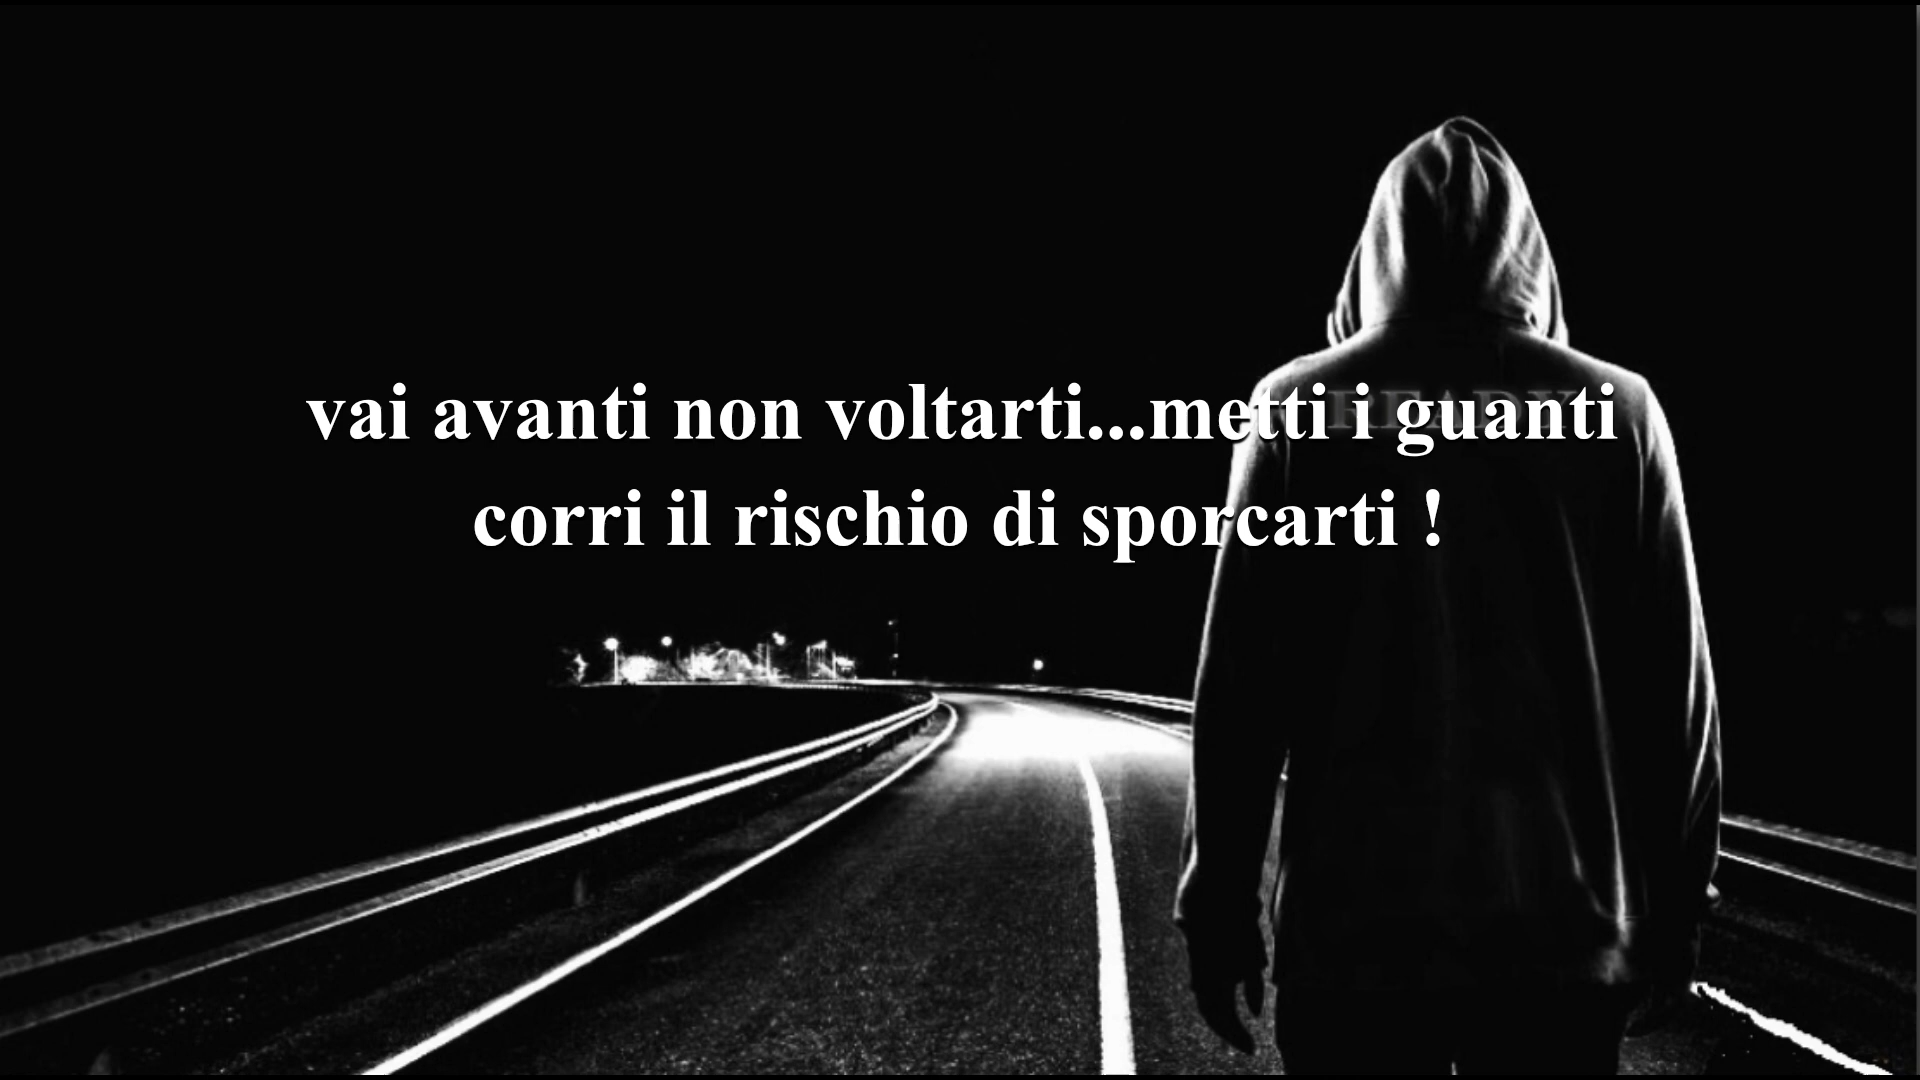 vai avanti non voltarti...metti i guanti
corri il rischio di sporcarti !